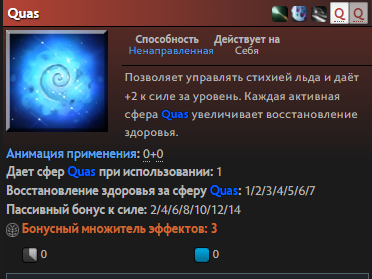 Quas
Q Q
Способность Действует на
Ненаправленная Себя
Позволяет управлять стихией льда и даёт
+2 к силе за уровень. Каждая активная
сфера Quas увеличивает восстановление
здоровья.
Анимация применения: 0+0
Дает сфер Quas при использовании: 1
Восстановление здоровья за сферу Quas: 1/2/3/4/5/6/7
Пассивный бонус к силе: 2/4/6/8/10/12/14
Бонусный множитель эффектов: 3
0 0